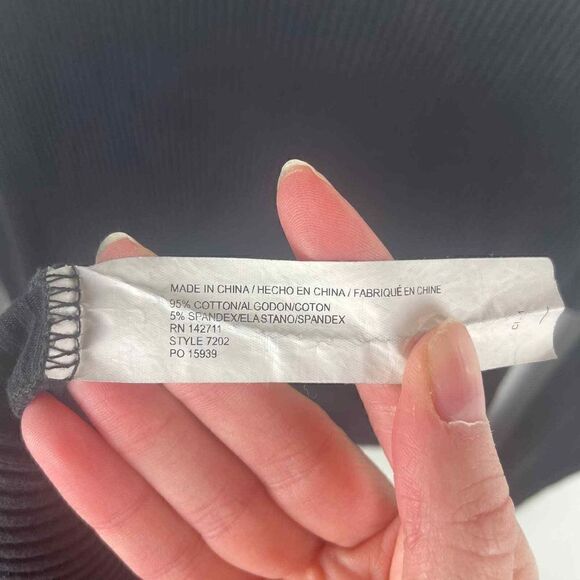 MADE IN CHINA / HECHO EN CHINA / FABRIQUÉ EN CHINE
95% COTTON/ALGODON/COTON
5% SPANDEX/ELASTANO/SPANDEX
RN 142711
STYLE 7202
PO 15939